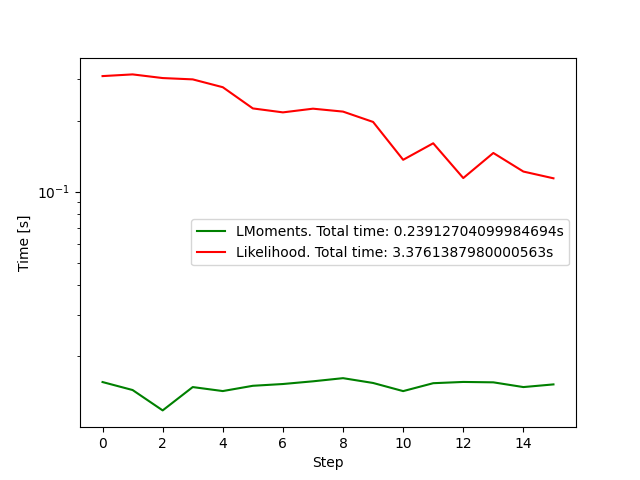 Time [s]
10⁻¹
LMoments. Total time: 0.23912704099984694s
Likelihood. Total time: 3.3761387980000563s
0 2 4 6 8 10 12 14
Step